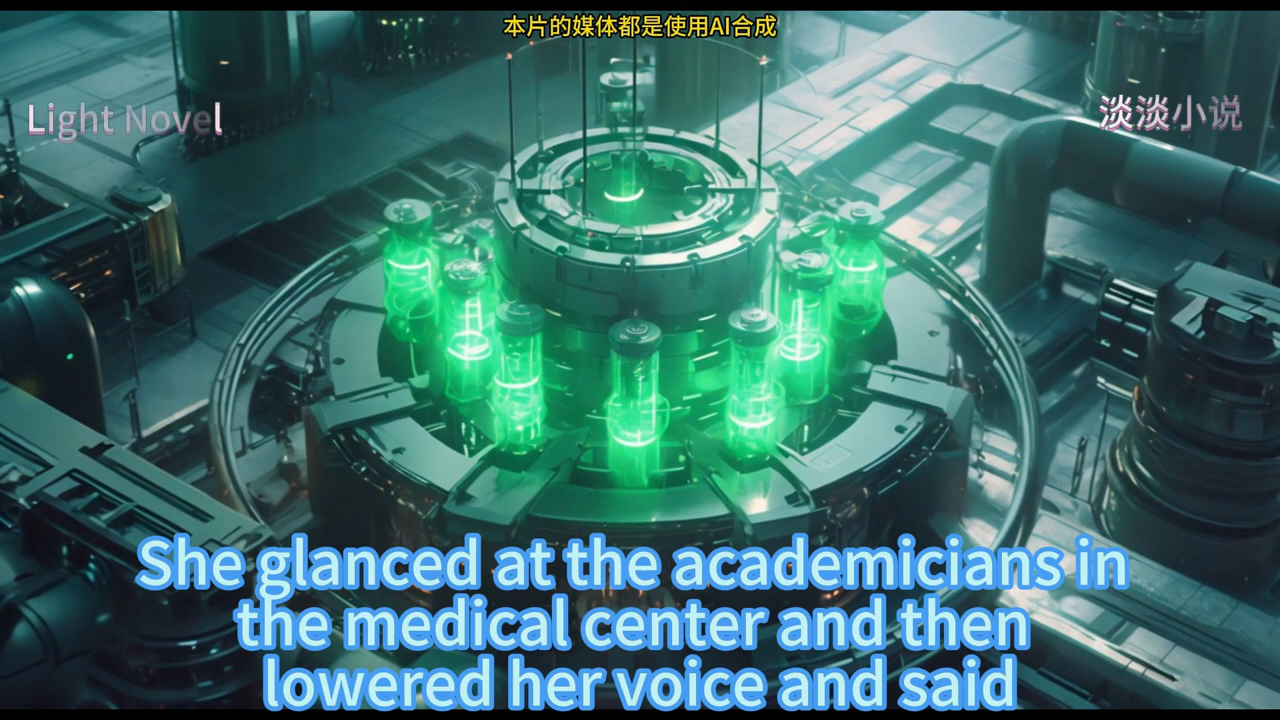 本片的媒体都是使用AI合成
Light Novel
淡淡小说
She glanced at the academicians in
the medical center and then
lowered her voice and said